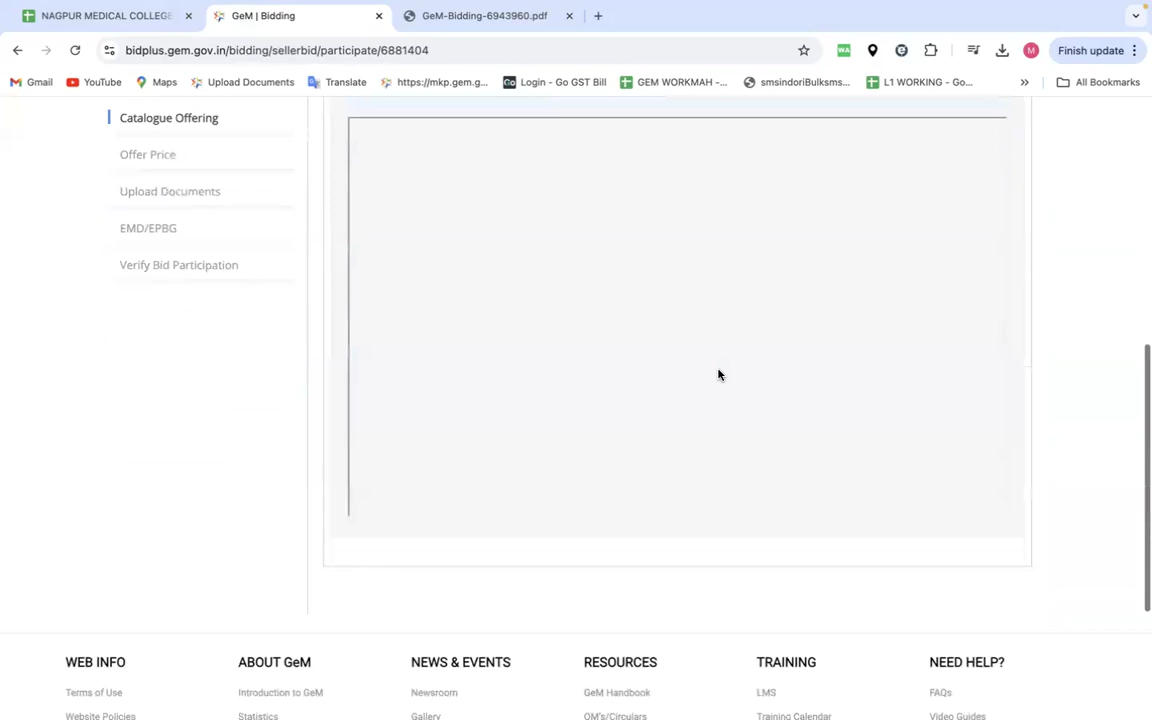 NAGPUR MEDICAL COLLEGE
GeM | Bidding
GeM-Bidding-6943960.pdf
bidplus.gem.gov.in/bidding/sellerbid/participate/6881404
WA
M
Finish update
Gmail
YouTube
Maps
Upload Documents
Translate
https://mkp.gem.g...
Co
Login - Go GST Bill
GEM WORKMAH -...
smsindoriBulksms...
L1 WORKING - Go...
»
All Bookmarks
Catalogue Offering
Offer Price
Upload Documents
EMD/EPBG
Verify Bid Participation
WEB INFO
ABOUT GeM
NEWS & EVENTS
RESOURCES
TRAINING
NEED HELP?
Terms of Use
Introduction to GeM
Newsroom
GeM Handbook
LMS
FAQs
Website Policies
Statistics
Gallery
OM's/Circulars
Training Calendar
Video Guides